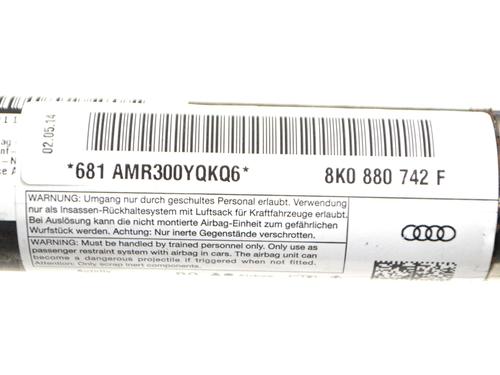 02.05.14
*681 AMR300YQKQ6*
8K0 880 742 F
WARNUNG: Umgang nur durch geschultes Personal erlaubt. Verwendung
nur als Insassen-Rückhaltesystem mit Luftsack für Kraftfahrzeuge erlaubt.
Bei Auslösung kann die nicht montierte Airbag-Einheit zum gefährlichen
Wurfstück werden. Achtung: Nur inerte Gegenstände verschrotten.
WARNING: Must be handled by trained personnel only. Only use as
passenger restraint system with airbag in cars. The airbag unit can
become a dangerous projectile if triggered when not fitted.
Attention: Only scrap inert components.